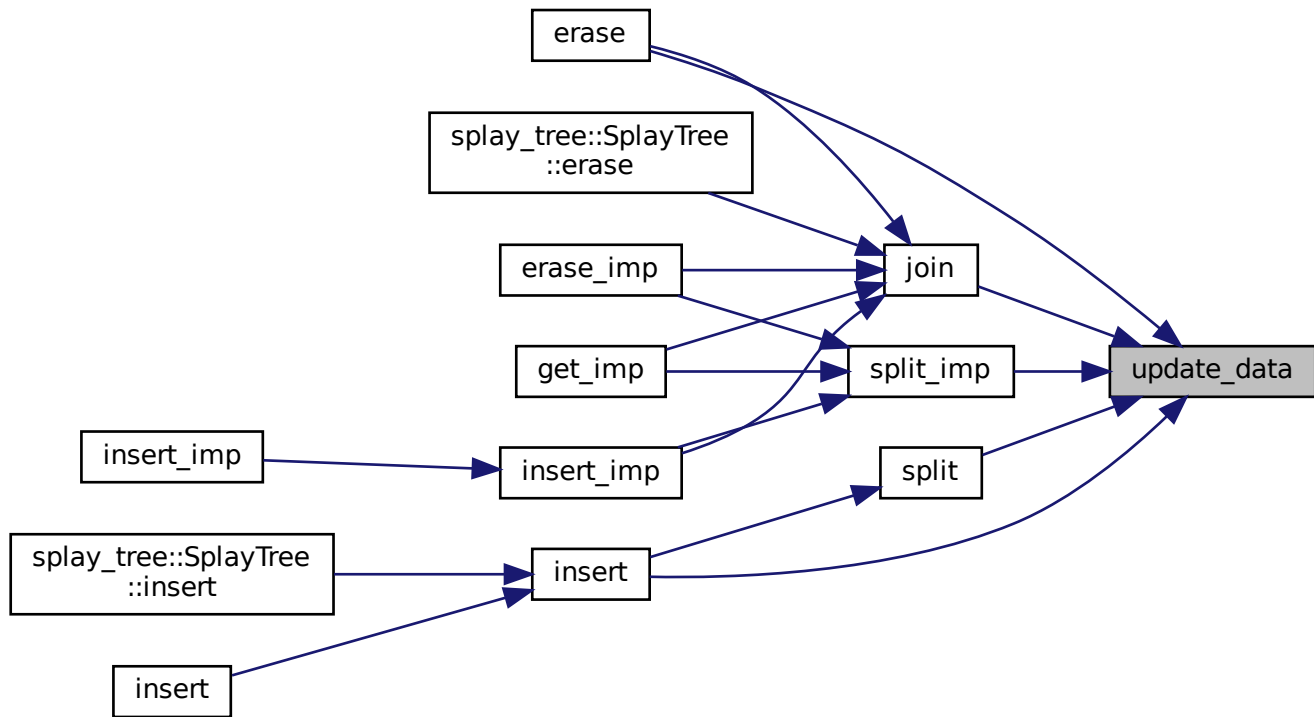 erase
splay_tree::SplayTree
::erase
erase_imp
join
get_imp
split_imp
update_data
insert_imp
insert_imp
split
splay_tree::SplayTree
::insert
insert
insert